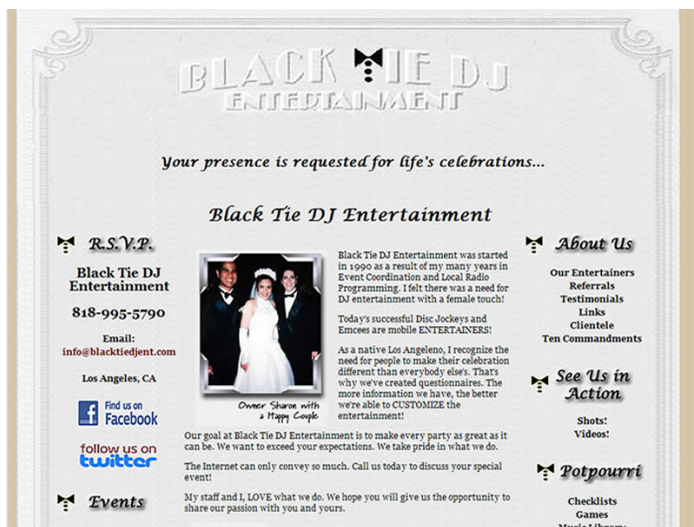 BLACK TIE DJ
ENTERTAINMENT
Your presence is requested for life's celebrations...
Black Tie DJ Entertainment
R.S.V.P.
Black Tie DJ
Entertainment
818-995-5790
Email:
info@blacktiedjent.com
Los Angeles, CA
Find us on
Facebook
follow us on
twitter
Events
Owner Sharon with
a Happy Couple
Black Tie DJ Entertainment was started
in 1990 as a result of my many years in
Event Coordination and Local Radio
Programming. I felt there was a need for
DJ entertainment with a female touch!
Today's successful Disc Jockeys and
Emcees are mobile ENTERTAINERS!
As a native Los Angeleno, I recognize the
need for people to make their celebration
different than everybody else's. That's
why we've created questionnaires. The
more information we have, the better
we're able to CUSTOMIZE the
entertainment!
Our goal at Black Tie DJ Entertainment is to make every party as great as it
can be. We want to exceed your expectations. We take pride in what we do.
The Internet can only convey so much. Call us today to discuss your special
event!
My staff and I, LOVE what we do. We hope you will give us the opportunity to
share our passion with you and yours.
About Us
Our Entertainers
Referrals
Testimonials
Links
Clientele
Ten Commandments
See Us in
Action
Shots!
Videos!
Potpourri
Checklists
Games
Music Library